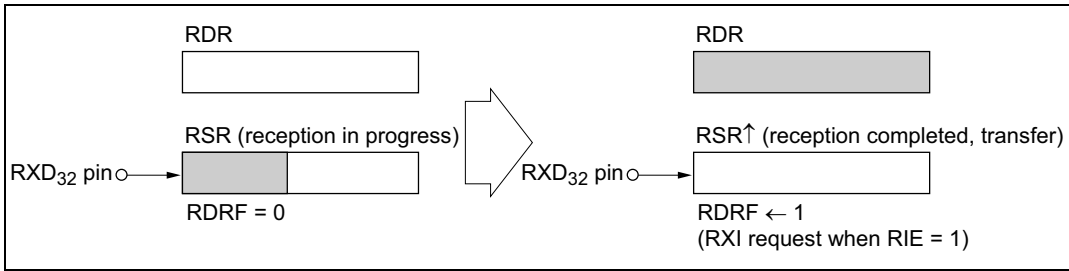 RDR
RSR (reception in progress)
RXD32 pin
RDRF = 0
RDR
RSR↑ (reception completed, transfer)
RXD32 pin
RDRF ← 1
(RXI request when RIE = 1)